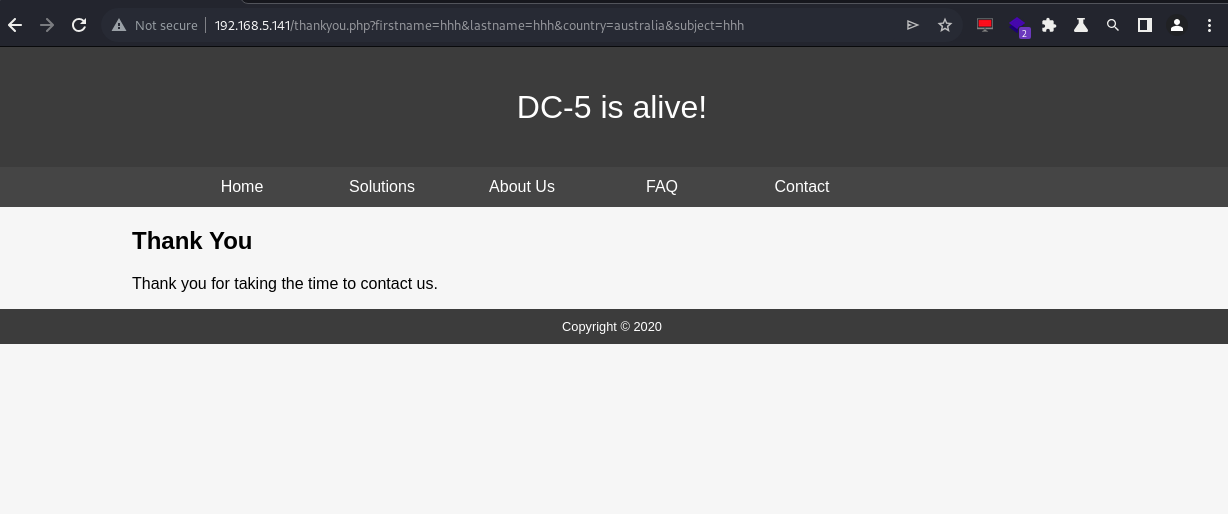 Not secure 192.168.5.141/thankyou.php?firstname=hhh&lastname=hhh&country=australia&subject=hhh 2
DC-5 is alive!
Home Solutions About Us FAQ Contact
Thank You
Thank you for taking the time to contact us.
Copyright © 2020